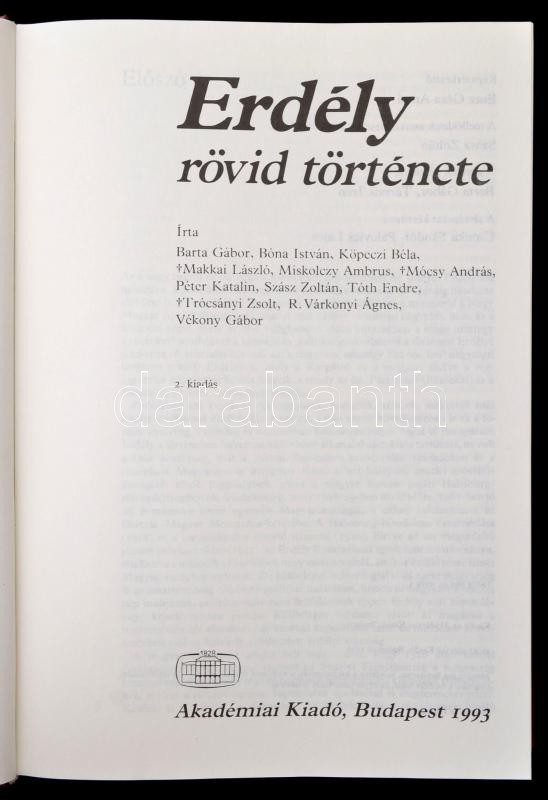 Erdély
rövid története
Írta
Barta Gábor, Bóna István, Köpeczi Béla,
†Makkai László, Miskolczy Ambrus, †Mócsy András,
Péter Katalin, Szász Zoltán, Tóth Endre,
†Trócsányi Zsolt, R. Várkonyi Ágnes,
Vékony Gábor
2. kiadás
darabanth
1828
Akadémiai Kiadó, Budapest 1993